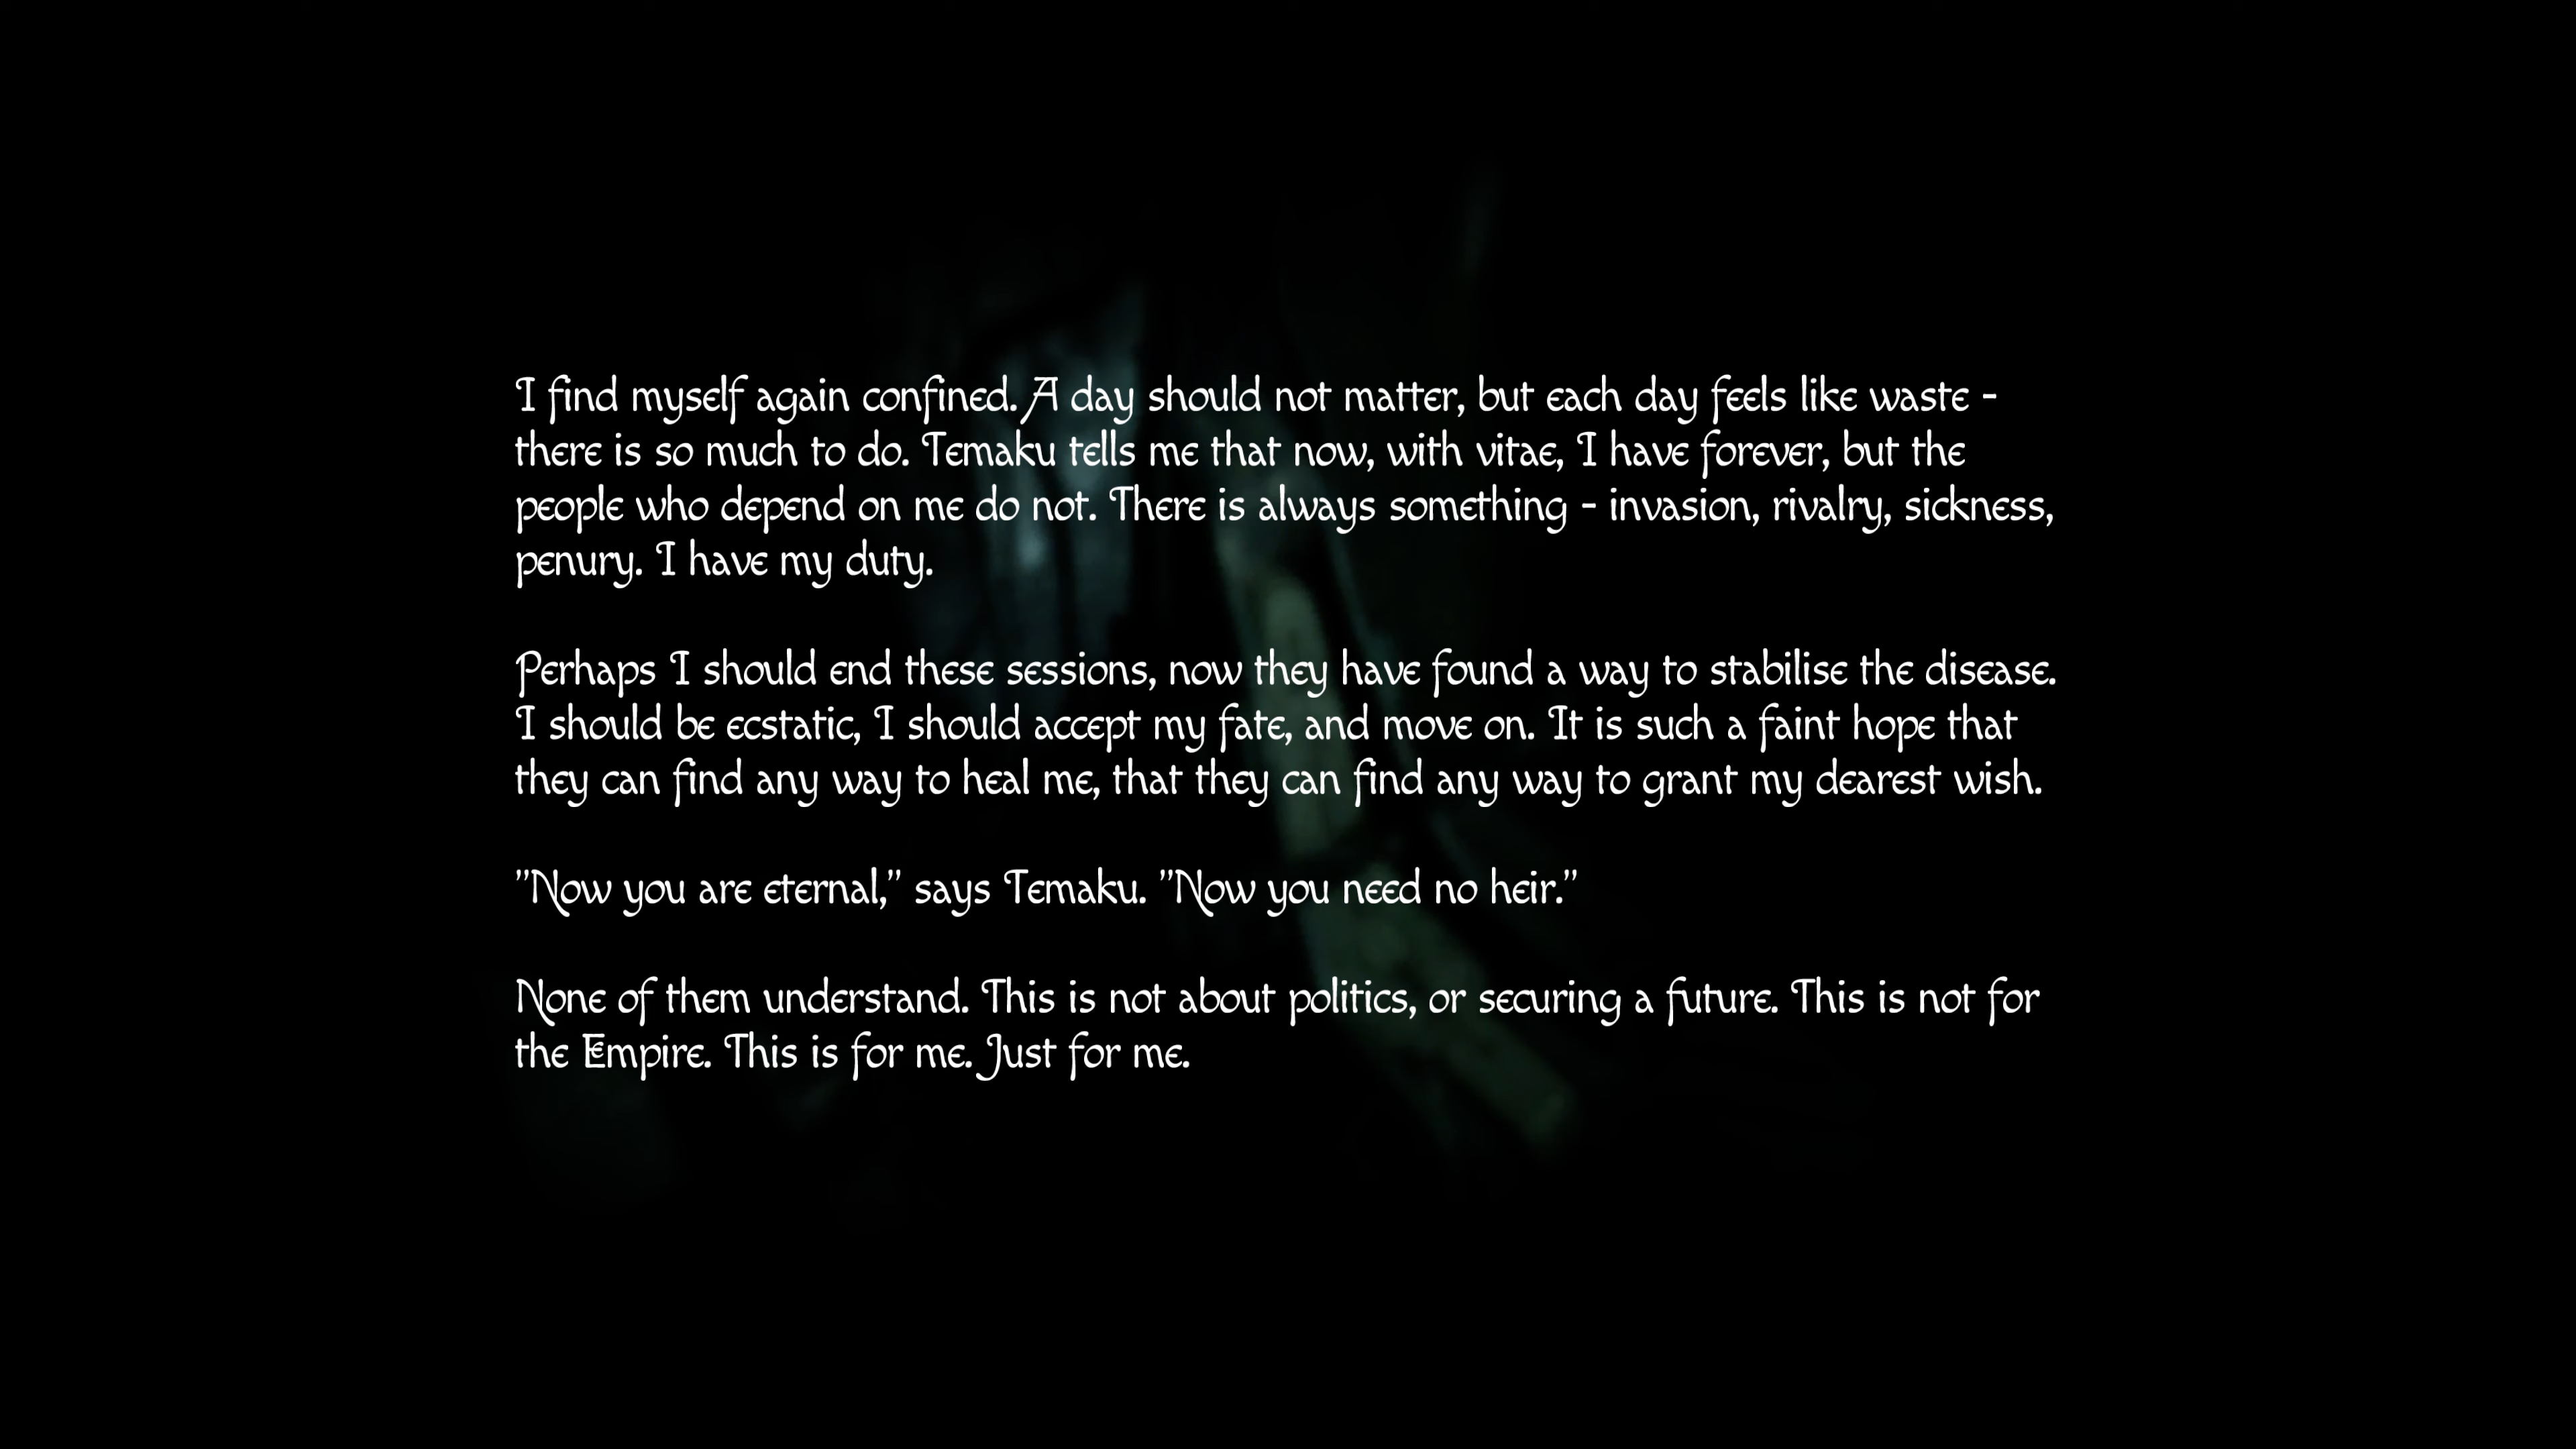 I find myself again confined. A day should not matter, but each day feels like waste -
there is so much to do. Temaku tells me that now, with vitae, I have forever, but the
people who depend on me do not. There is always something - invasion, rivalry, sickness,
penury. I have my duty.
Perhaps I should end these sessions, now they have found a way to stabilise the disease.
I should be ecstatic, I should accept my fate, and move on. It is such a faint hope that
they can find any way to heal me, that they can find any way to grant my dearest wish.
"Now you are eternal," says Temaku. "Now you need no heir."
None of them understand. This is not about politics, or securing a future. This is not for
the Empire. This is for me. Just for me.